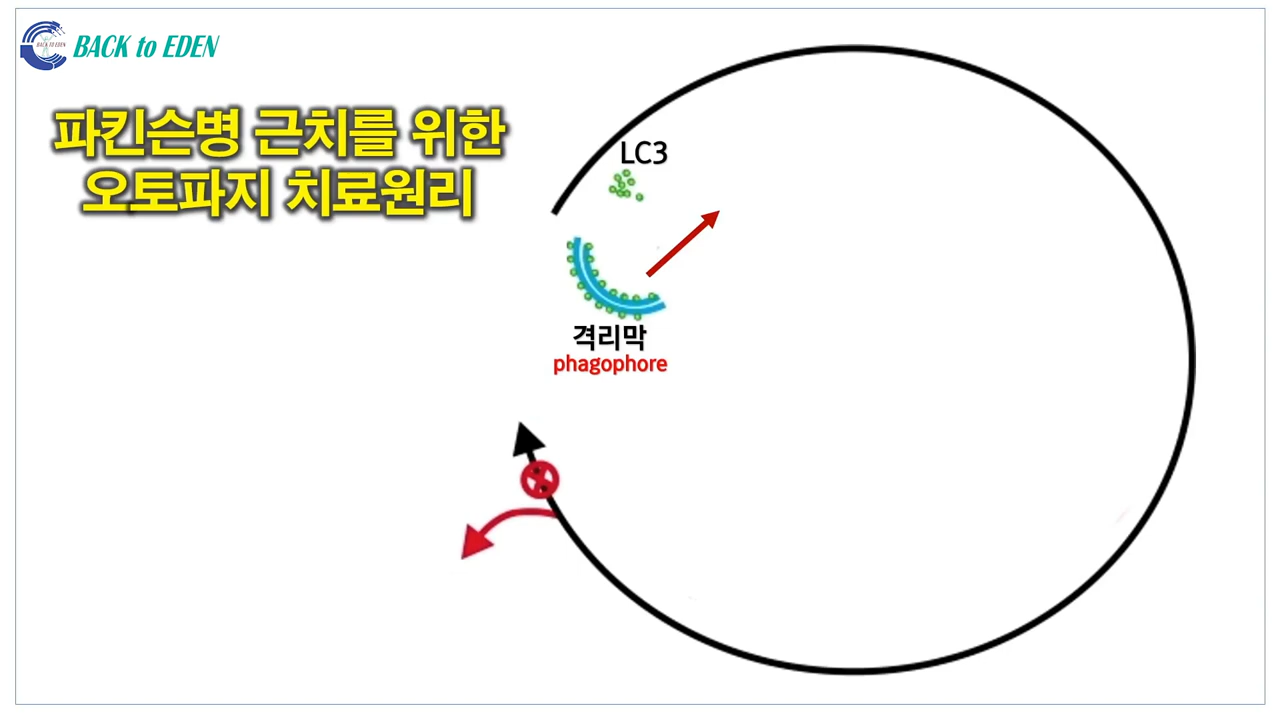 BACK to EDEN
파킨슨병 근치를 위한
오토파지 치료원리
LC3
격리막
phagophore